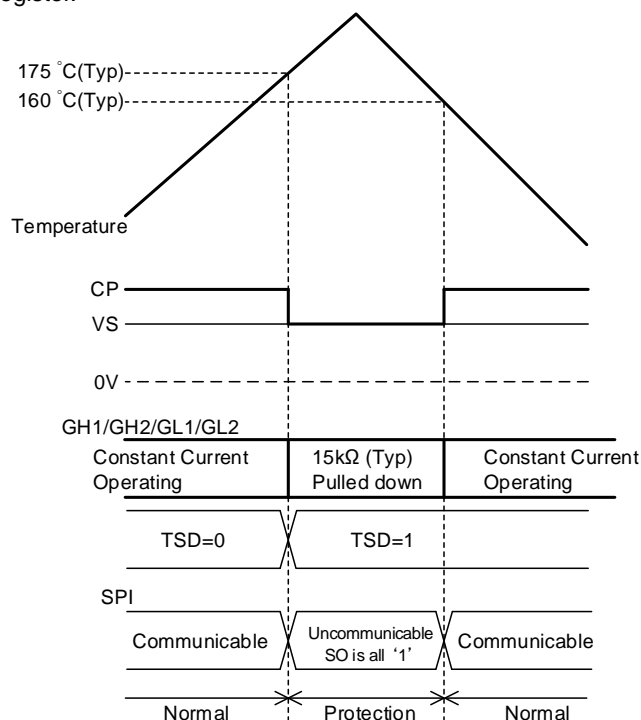 175 °C(Typ)
160 °C(Typ)
Temperature
CP
VS
0V
GH1/GH2/GL1/GL2
Constant Current
Operating
15kΩ (Typ)
Pulled down
Constant Current
Operating
TSD=0
TSD=1
SPI
Communicable
Uncommunicable
SO is all ‘1’
Communicable
Normal
Protection
Normal